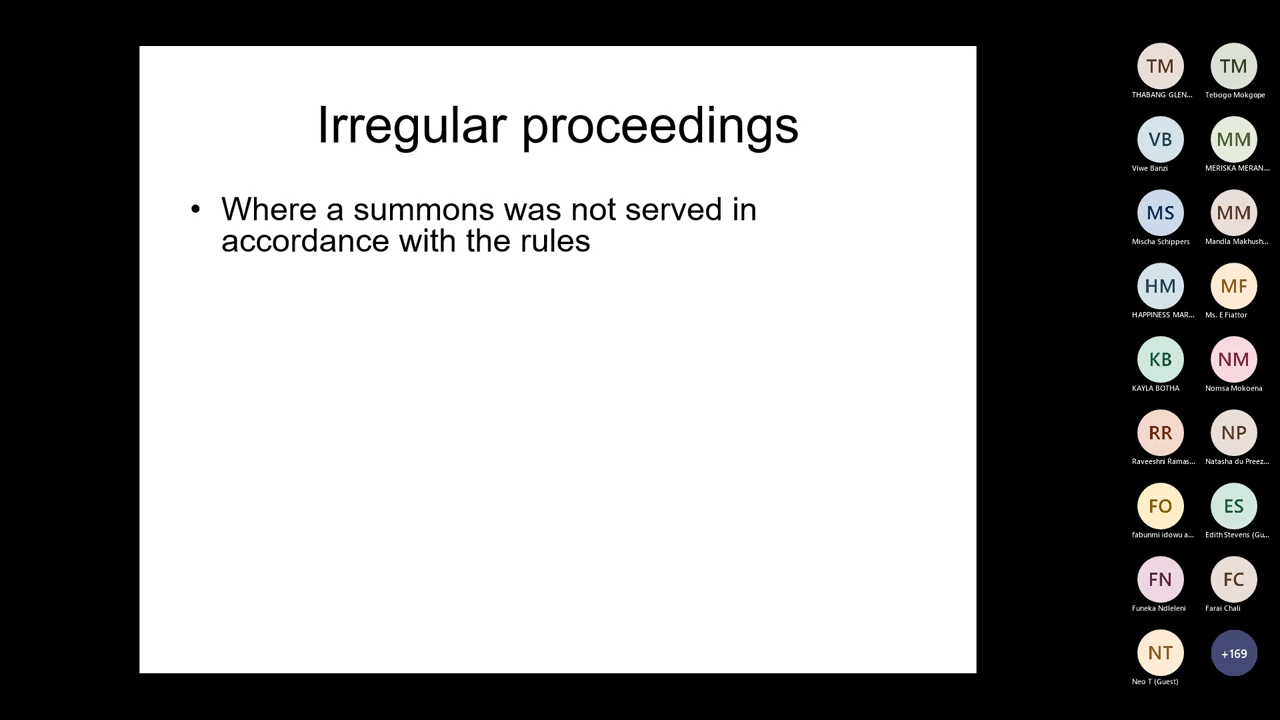 Irregular proceedings
• Where a summons was not served in
accordance with the rules
TM
TM
THABANG GLEN...
Tebogo Mokgope
VB
MM
Viwe Banzi
MERISKA MERAN...
MS
MM
Mischa Schippers
Mandla Makhush...
HM
MF
HAPPINESS MAR...
Ms. E Fiattor
KB
NM
KAYLA BOTHA
Nomsa Mokoena
RR
NP
Raveeshni Ramas...
Natasha du Preez...
FO
ES
fabunmi idowu a...
Edith Stevens (Gu...
FN
FC
Funeka Ndleleni
Farai Chali
NT
+169
Neo T (Guest)